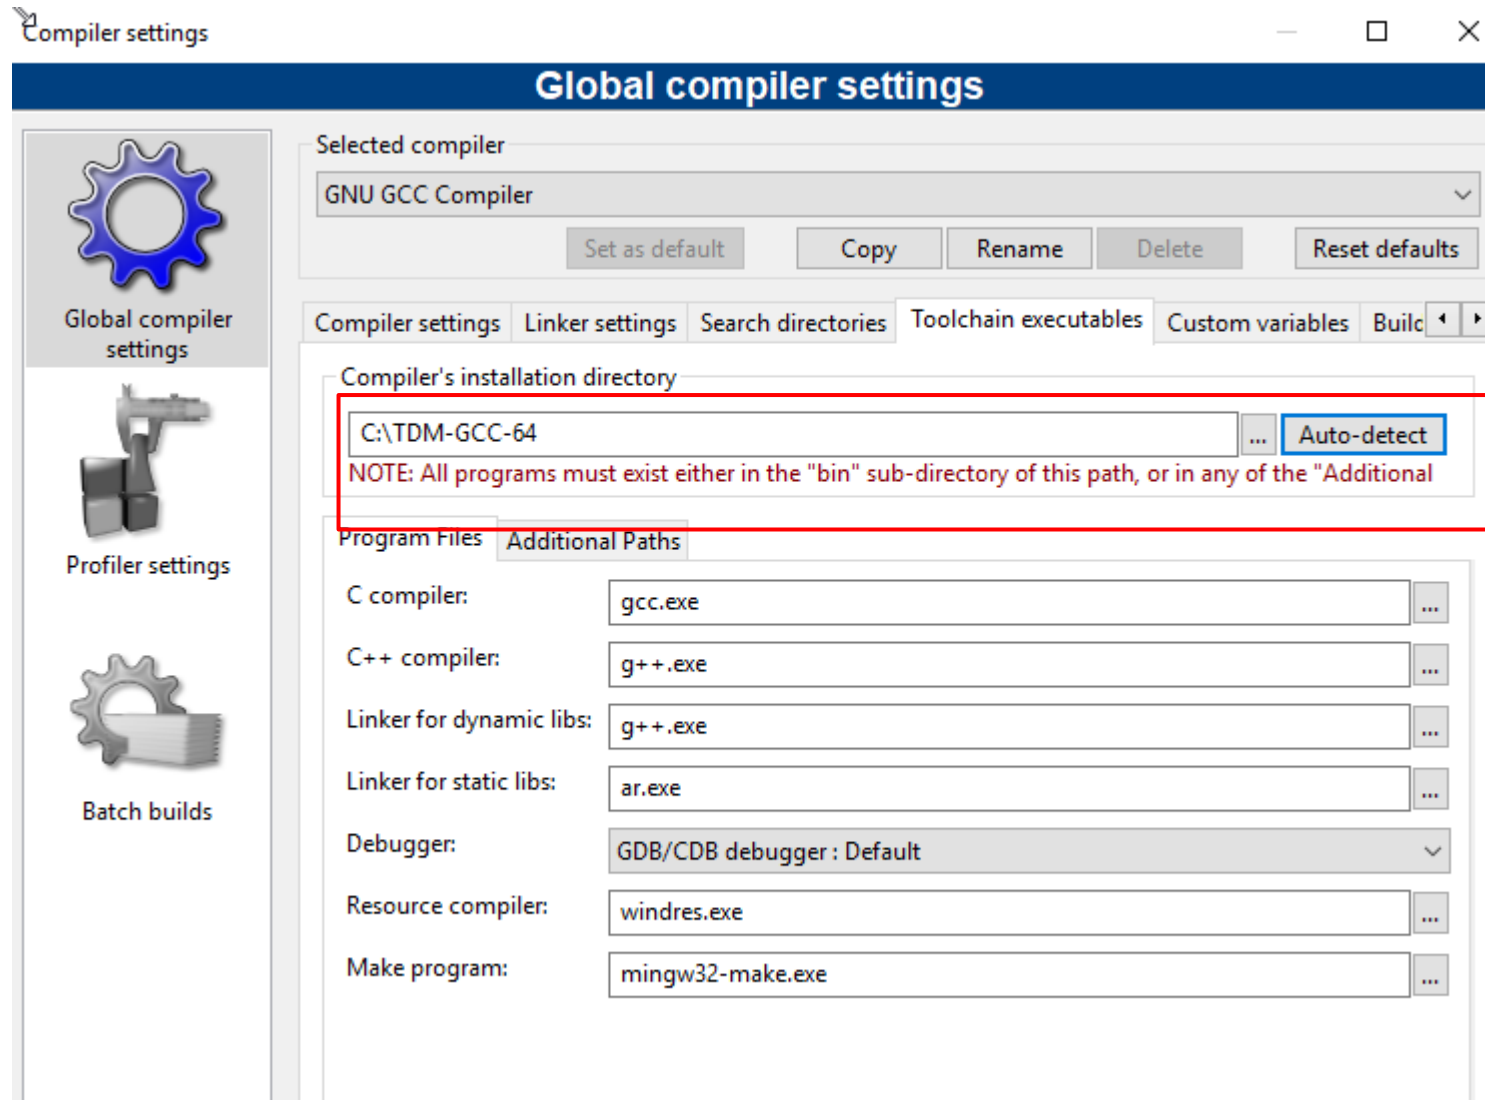 Compiler settings
Global compiler settings
Global compiler
settings
Profiler settings
Batch builds
Selected compiler
GNU GCC Compiler
Set as default Copy Rename Delete Reset defaults
Compiler settings Linker settings Search directories Toolchain executables Custom variables Build
Compiler's installation directory
C:\TDM-GCC-64 ... Auto-detect
NOTE: All programs must exist either in the "bin" sub-directory of this path, or in any of the "Additional
Program Files Additional Paths
C compiler: gcc.exe ...
C++ compiler: g++.exe ...
Linker for dynamic libs: g++.exe ...
Linker for static libs: ar.exe ...
Debugger: GDB/CDB debugger : Default
Resource compiler: windres.exe ...
Make program: mingw32-make.exe ...